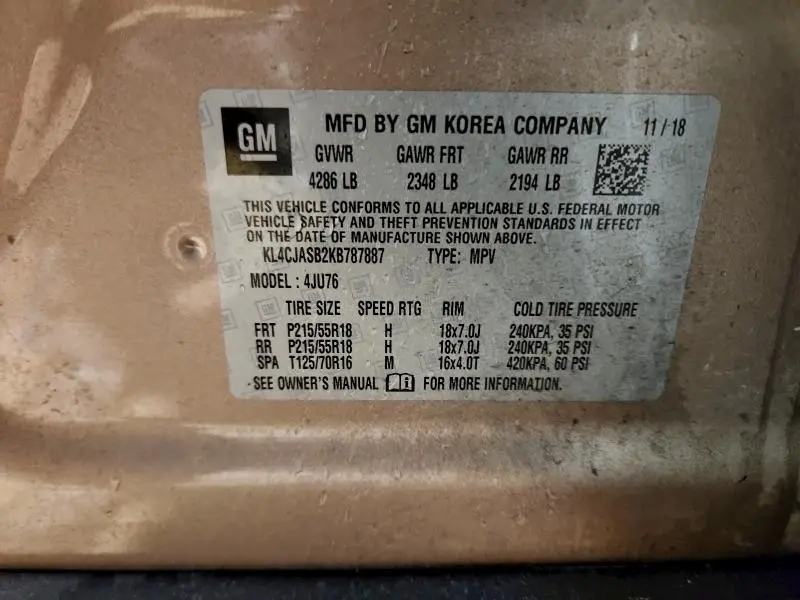 GM
MFD BY GM KOREA COMPANY 11/18
GVWR GAWR FRT GAWR RR
4286 LB 2348 LB 2194 LB
THIS VEHICLE CONFORMS TO ALL APPLICABLE U.S. FEDERAL MOTOR
VEHICLE SAFETY AND THEFT PREVENTION STANDARDS IN EFFECT
ON THE DATE OF MANUFACTURE SHOWN ABOVE.
KL4CJASB2KB787887 TYPE: MPV
MODEL : 4JU76
TIRE SIZE SPEED RTG RIM COLD TIRE PRESSURE
FRT P215/55R18 H 18x7.0J 240KPA, 35 PSI
RR P215/55R18 H 18x7.0J 240KPA, 35 PSI
SPA T125/70R16 M 16x4.0T 420KPA, 60 PSI
SEE OWNER'S MANUAL FOR MORE INFORMATION.